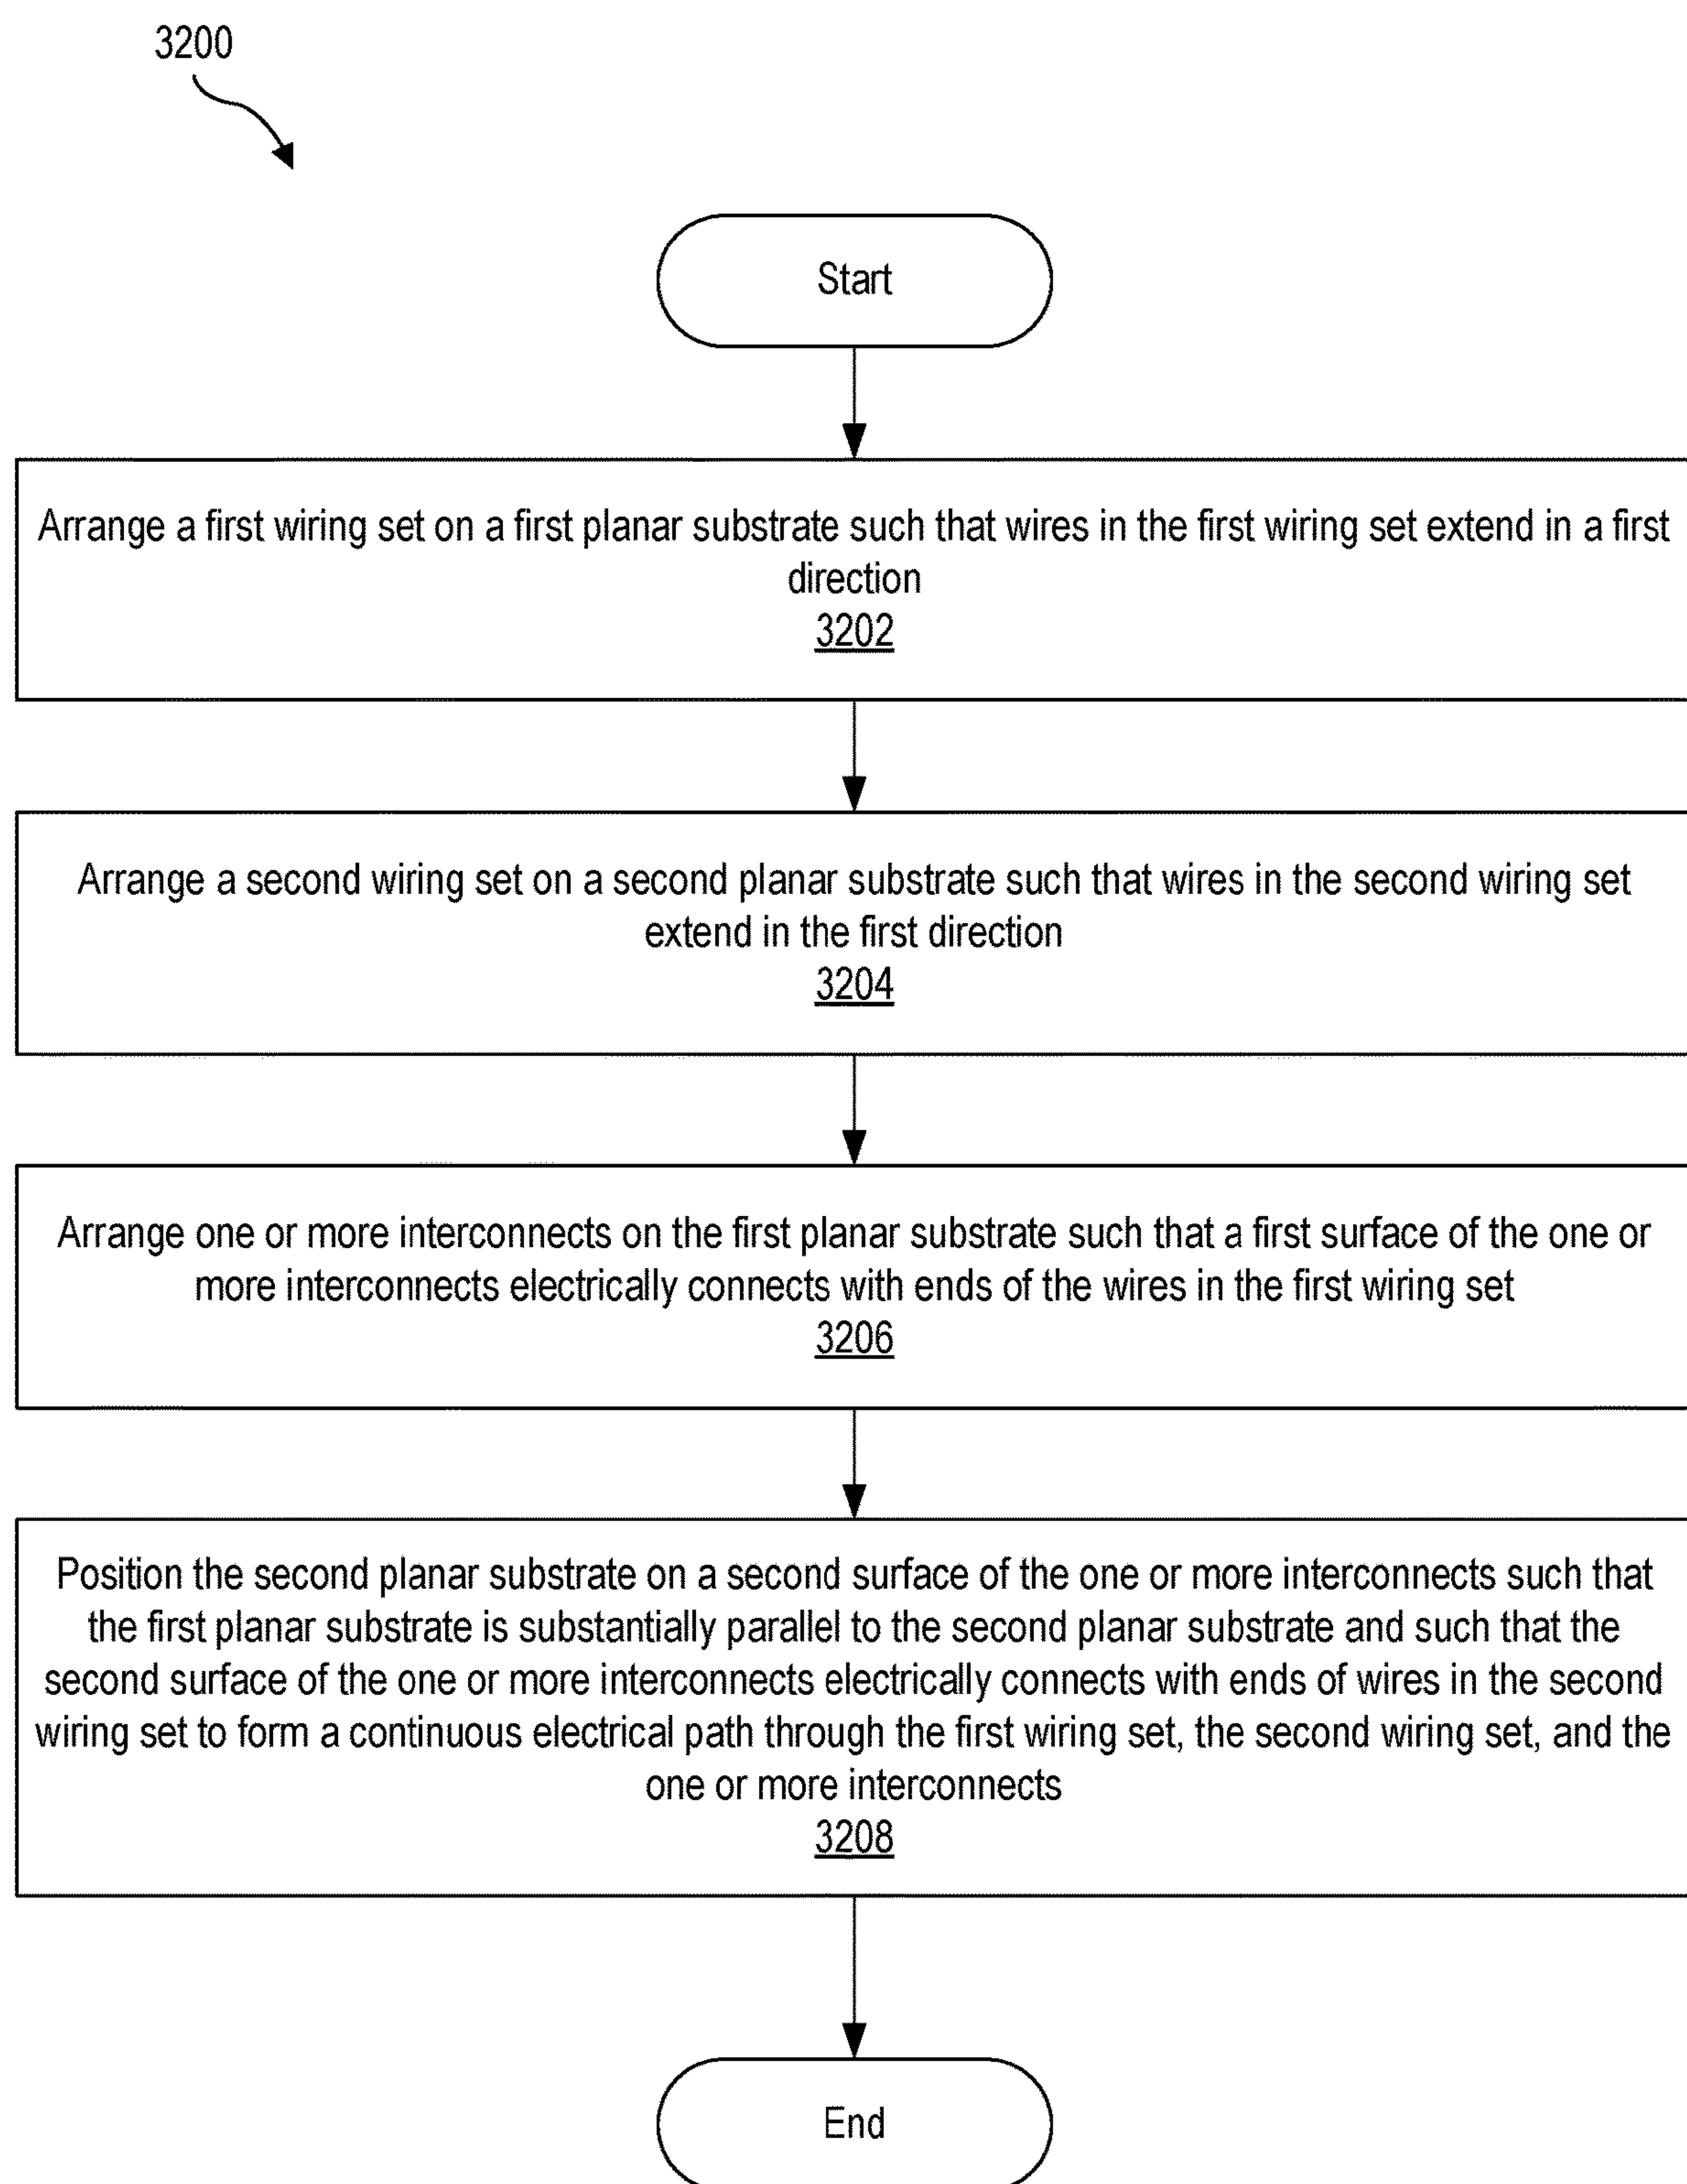 3200
Start
Arrange a first wiring set on a first planar substrate such that wires in the first wiring set extend in a first
direction
3202
Arrange a second wiring set on a second planar substrate such that wires in the second wiring set
extend in the first direction
3204
Arrange one or more interconnects on the first planar substrate such that a first surface of the one or
more interconnects electrically connects with ends of the wires in the first wiring set
3206
Position the second planar substrate on a second surface of the one or more interconnects such that
the first planar substrate is substantially parallel to the second planar substrate and such that the
second surface of the one or more interconnects electrically connects with ends of wires in the second
wiring set to form a continuous electrical path through the first wiring set, the second wiring set, and the
one or more interconnects
3208
End